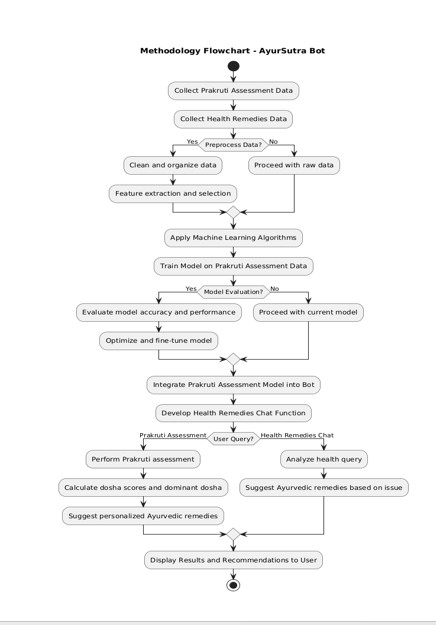 Methodology Flowchart - AyurSutra Bot
Collect Prakruti Assessment Data
Collect Health Remedies Data
Yes
Preprocess Data?
No
Clean and organize data
Proceed with raw data
Feature extraction and selection
Apply Machine Learning Algorithms
Train Model on Prakruti Assessment Data
Yes
Model Evaluation?
No
Evaluate model accuracy and performance
Proceed with current model
Optimize and fine-tune model
Integrate Prakruti Assessment Model into Bot
Develop Health Remedies Chat Function
Prakruti Assessment
User Query?
Health Remedies Chat
Perform Prakruti assessment
Analyze health query
Calculate dosha scores and dominant dosha
Suggest Ayurvedic remedies based on issue
Suggest personalized Ayurvedic remedies
Display Results and Recommendations to User